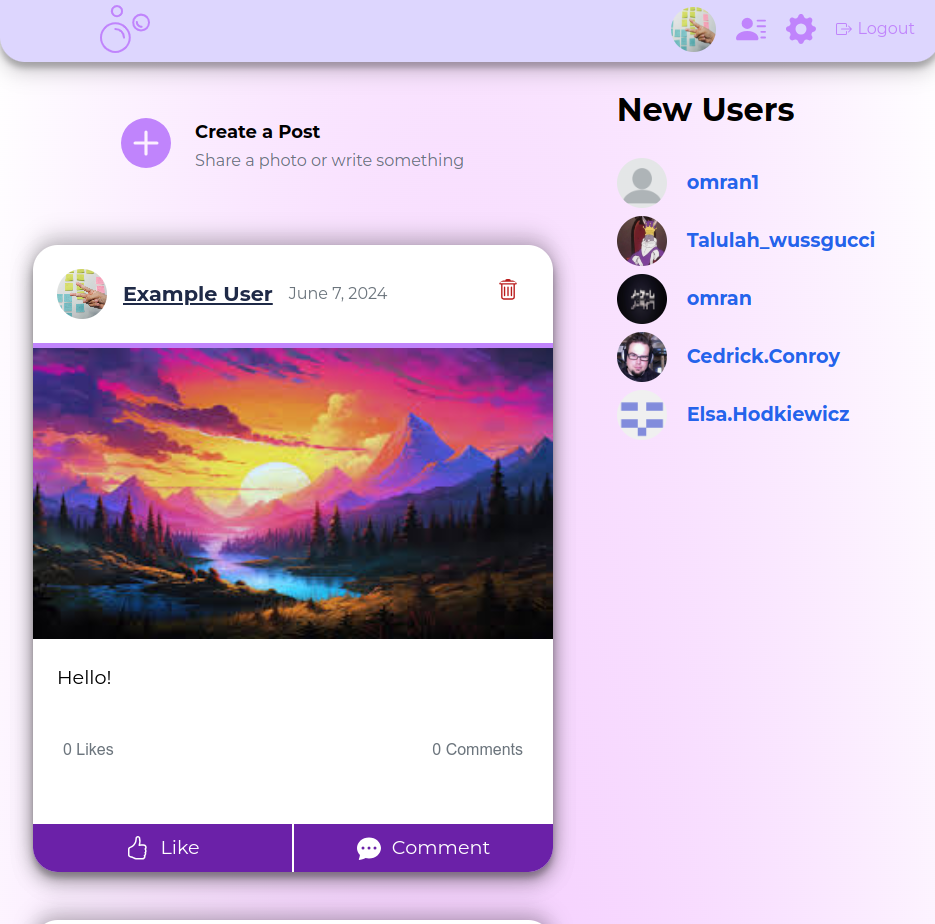 Logout
Create a Post
Share a photo or write something
Example User June 7, 2024
Hello!
0 Likes 0 Comments
Like Comment
New Users
omran1
Talulah_wussgucci
omran
Cedrick.Conroy
Elsa.Hodkiewicz